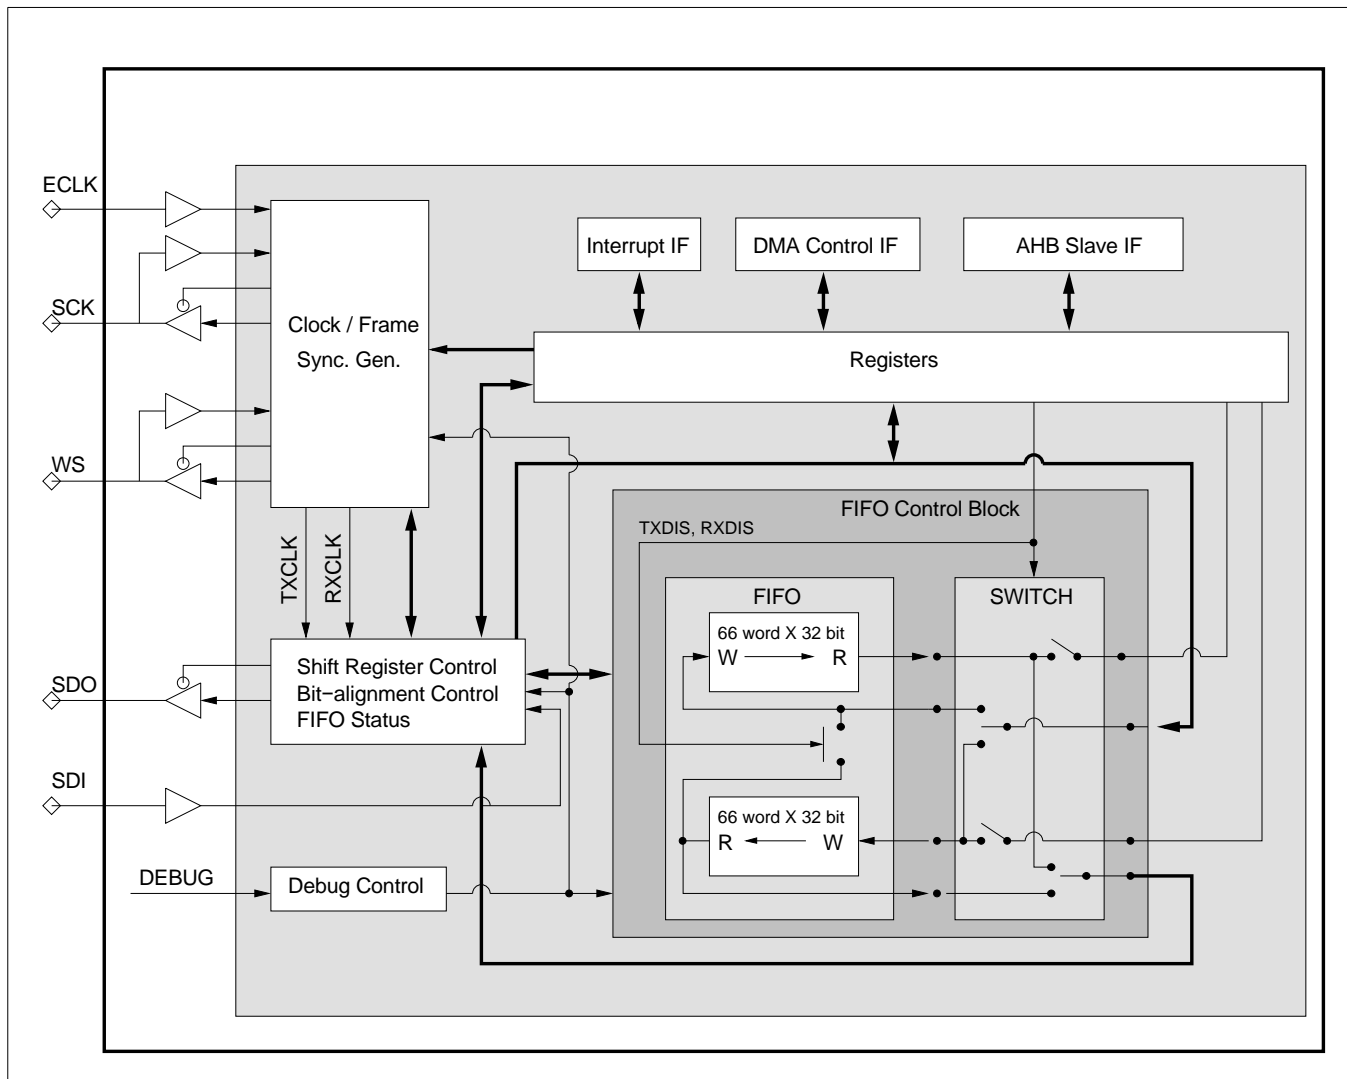 ECLK
SCK
WS
SDO
SDI
DEBUG
Clock / Frame
Sync. Gen.
Interrupt IF
DMA Control IF
AHB Slave IF
Registers
TXCLK
RXCLK
FIFO Control Block
TXDIS, RXDIS
FIFO
SWITCH
66 word X 32 bit
W R
Shift Register Control
Bit−alignment Control
FIFO Status
66 word X 32 bit
R W
Debug Control